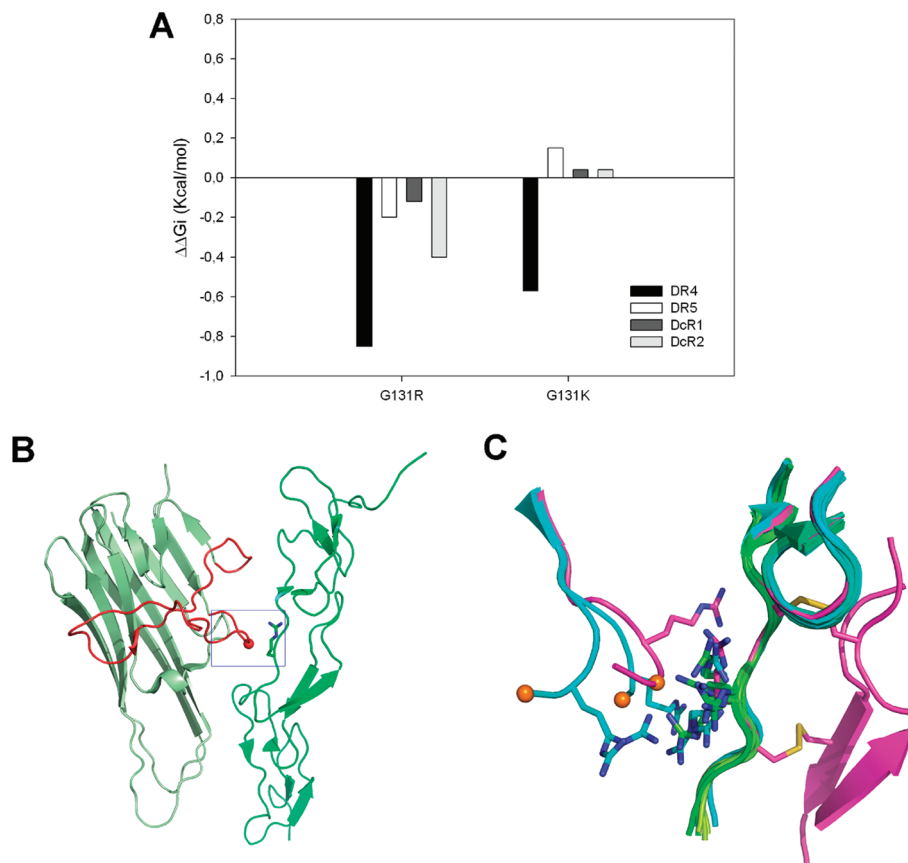 A
0,8
0,6
0,4
0,2
0,0
-0,2
-0,4
-0,6
-0,8
-1,0
ΔΔGi (Kcal/mol)
DR4
DR5
DcR1
DcR2
G131R G131K
B
C